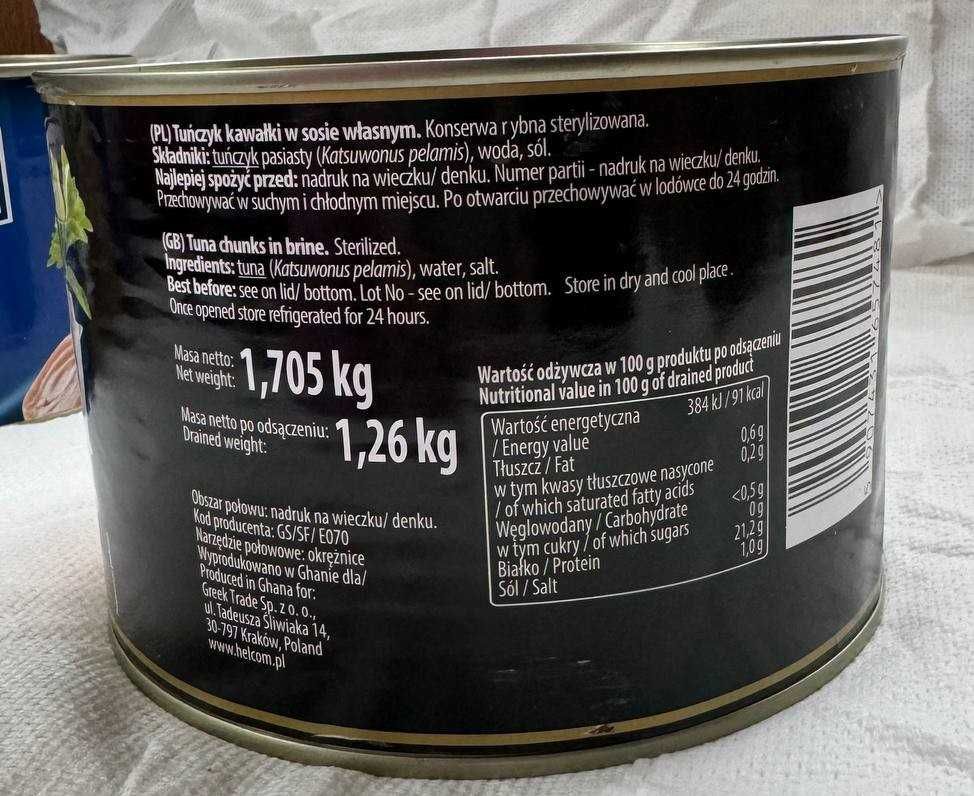 (PL) Tuńczyk kawałki w sosie własnym. Konserwa r ybna sterylizowana.
Składniki: tuńczyk pasiasty (Katsuwonus pelamis), woda, sól.
Najlepiej spożyć przed: nadruk na wieczku/ denku. Numer partii - nadruk na wieczku/ denku.
Przechowywać w suchym i chłodnym miejscu. Po otwarciu przechowywać w lodówce do 24 godzin.
(GB) Tuna chunks in brine. Sterilized.
Ingredients: tuna (Katsuwonus pelamis), water, salt.
Best before: see on lid/ bottom. Lot No - see on lid/ bottom. Store in dry and cool place.
Once opened store refrigerated for 24 hours.
Masa netto:
Net weight: 1,705 kg
Masa netto po odsączeniu:
Drained weight: 1,26 kg
Obszar połowu: nadruk na wieczku/ denku.
Kod producenta: GS/SF/ E070
Narzędzie połowowe: okrężnice
Wyprodukowano w Ghanie dla/
Produced in Ghana for:
Greek Trade Sp. z o. o.,
ul. Tadeusza Śliwiaka 14,
30-797 Kraków, Poland
www.helcom.pl
Wartość odżywcza w 100 g produktu po odsączeniu
Nutritional value in 100 g of drained product
Wartość energetyczna
/ Energy value 384 kJ / 91 kcal
Tłuszcz / Fat 0,6 g
w tym kwasy tłuszczowe nasycone
/ of which saturated fatty acids 0,2 g
Węglowodany / Carbohydrate <0,5 g
w tym cukry / of which sugars 0 g
Białko / Protein 21,2 g
Sól / Salt 1,0 g